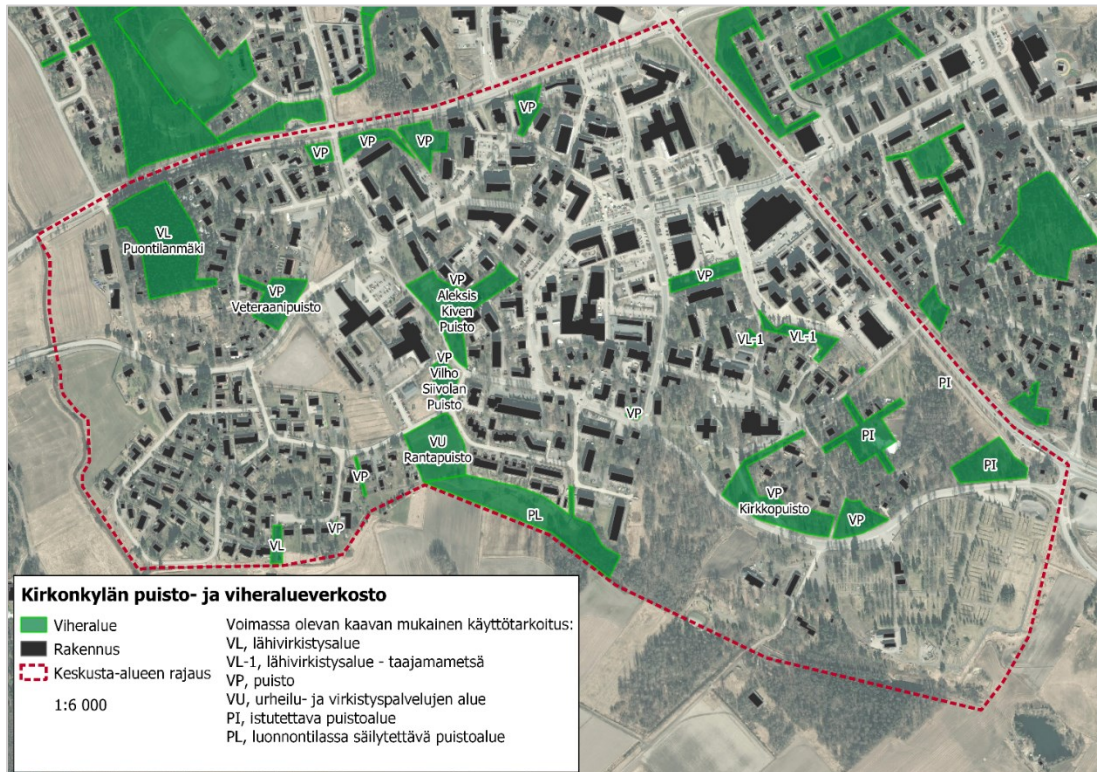 VP
VP
VP
VP
VL
Puontilanmäki
VP
Veteraanipuisto
VP
Aleksis
Kiven
Puisto
VP
VL-1
VL-1
VP
Vilho
Siivolan
Puisto
PI
VP
PI
VU
Rantapuisto
PI
VP
VP
Kirkkopuisto
VP
PL
VP
VL
Kirkonkylän puisto- ja viheralueverkosto
Viheralue
Rakennus
Keskusta-alueen rajaus
1:6 000
Voimassa olevan kaavan mukainen käyttötarkoitus:
VL, lähivirkistysalue
VL-1, lähivirkistysalue - taajamametsä
VP, puisto
VU, urheilu- ja virkistyspalvelujen alue
PI, istutettava puistoalue
PL, luonnontilassa säilytettävä puistoalue